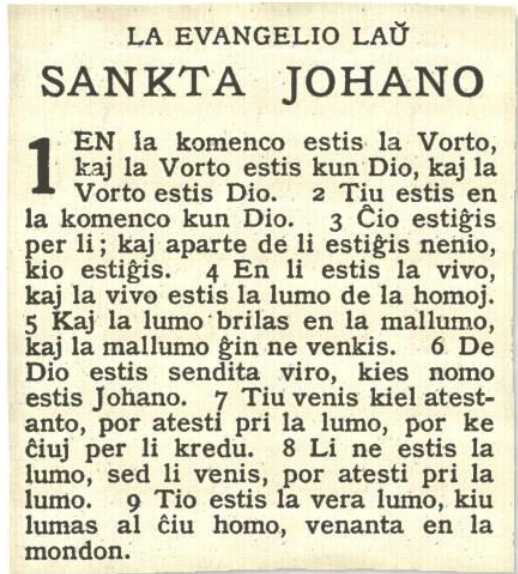 LA EVANGELIO LAŬ
SANKTA JOHANO
1 EN la komenco estis la Vorto,
kaj la Vorto estis kun Dio, kaj la
Vorto estis Dio. 2 Tiu estis en
la komenco kun Dio. 3 Ĉio estiĝis
per li; kaj aparte de li estiĝis nenio,
kio estiĝis. 4 En li estis la vivo,
kaj la vivo estis la lumo de la homoj.
5 Kaj la lumo brilas en la mallumo,
kaj la mallumo ĝin ne venkis. 6 De
Dio estis sendita viro, kies nomo
estis Johano. 7 Tiu venis kiel atest-
anto, por atesti pri la lumo, por ke
ĉiuj per li kredu. 8 Li ne estis la
lumo, sed li venis, por atesti pri la
lumo. 9 Tio estis la vera lumo, kiu
lumas al ĉiu homo, venanta en la
mondon.